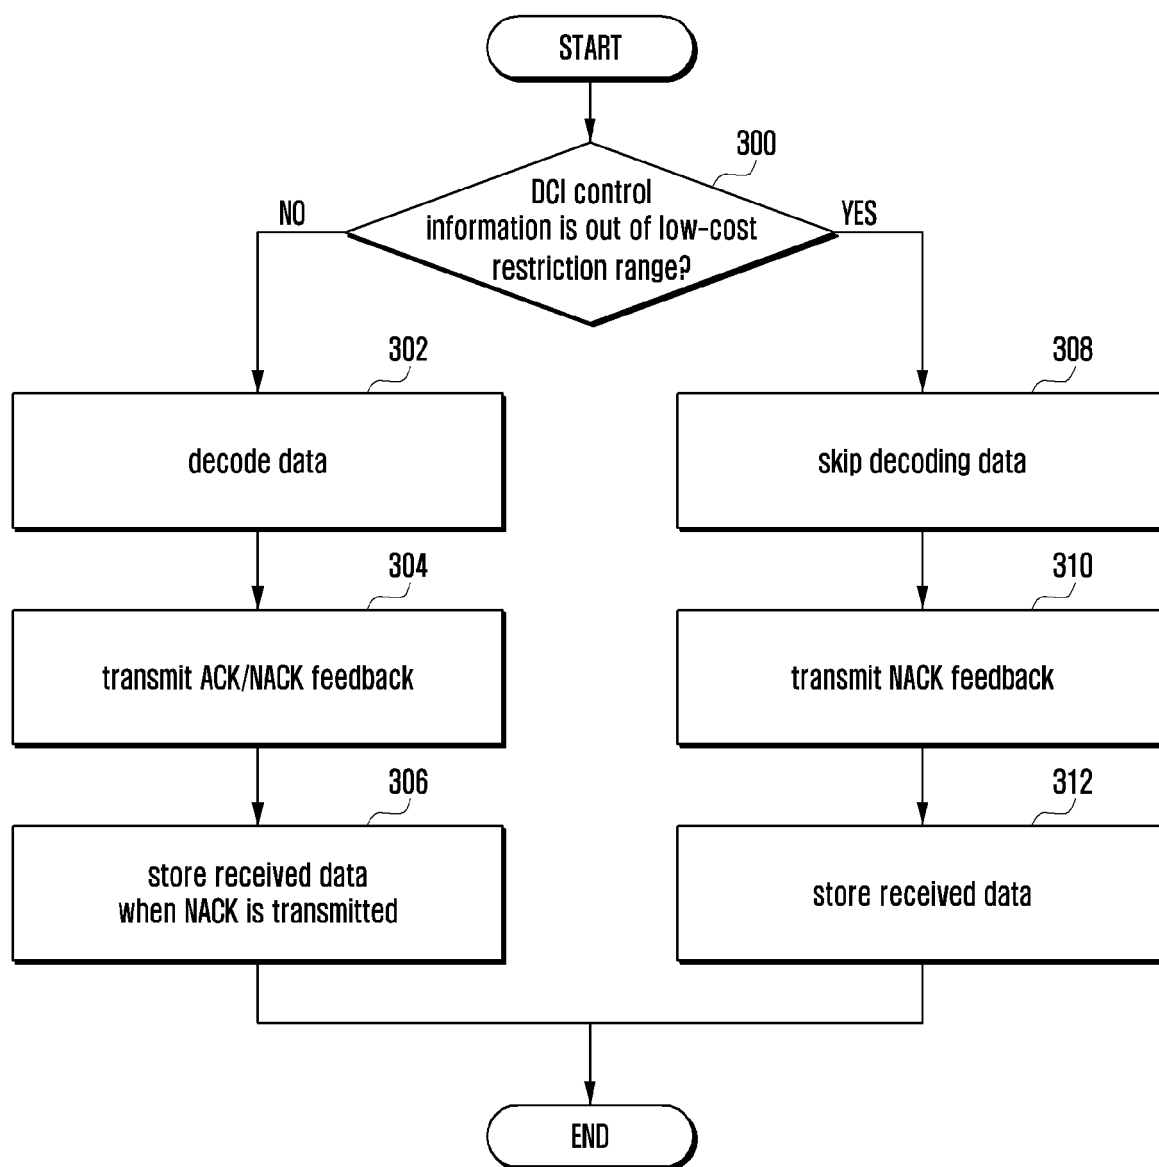 START
300
DCI control
information is out of low-cost
restriction range?
NO
YES
302
decode data
304
transmit ACK/NACK feedback
306
store received data
when NACK is transmitted
308
skip decoding data
310
transmit NACK feedback
312
store received data
END